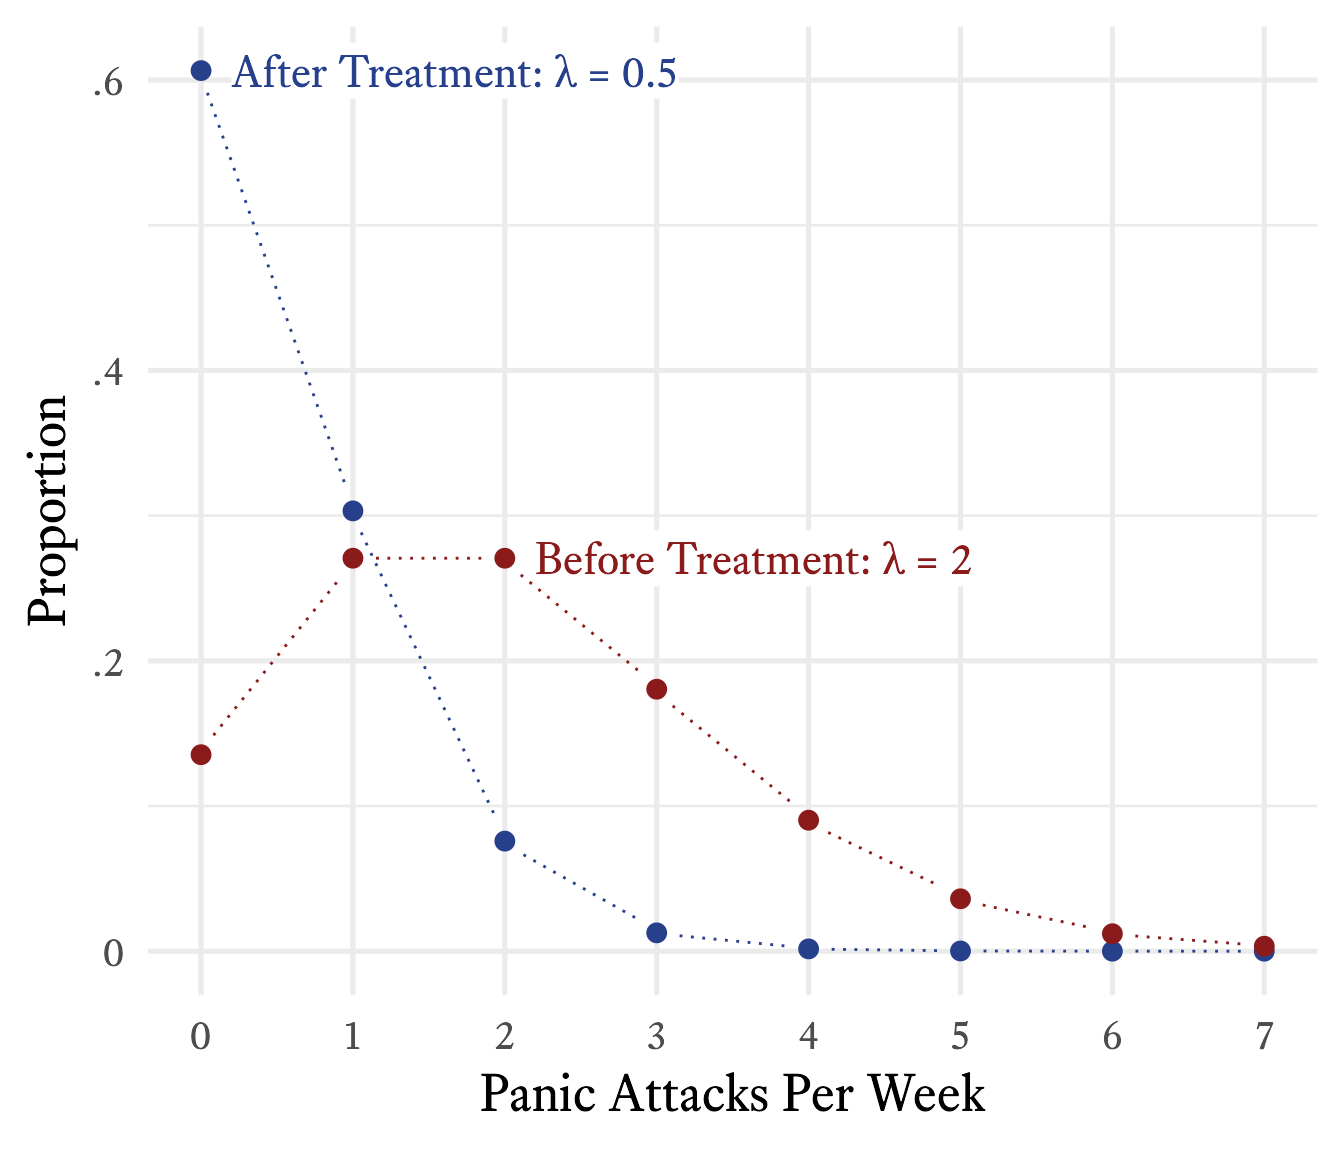 After Treatment: λ = 0.5
.6
.4
Before Treatment: λ = 2
.2
0
0 1 2 3 4 5 6 7
Panic Attacks Per Week
Proportion